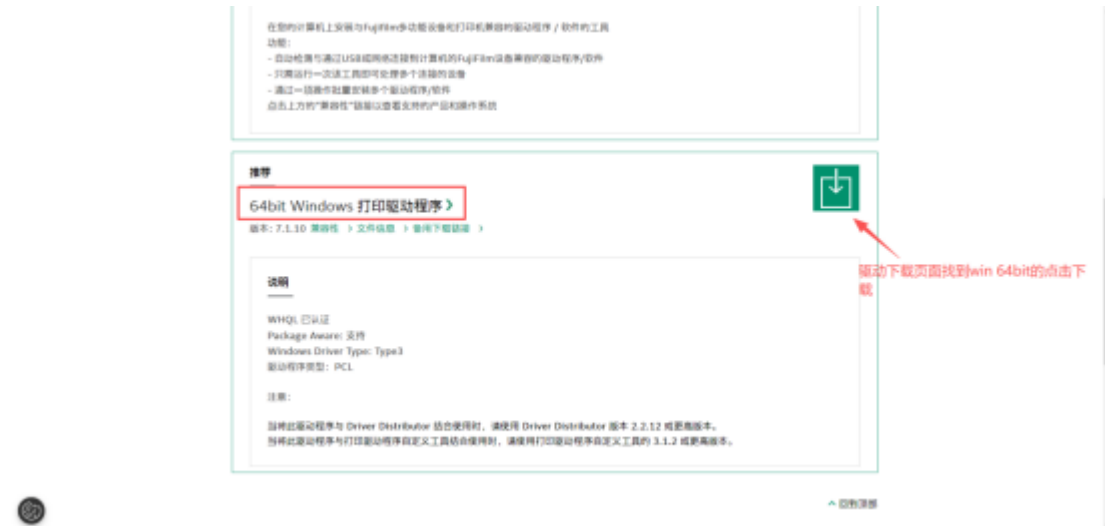 在您的计算机上安装与Fujifilm多功能设备和打印机兼容的驱动程序 / 软件的工具
功能:
- 自动检测与通过USB或网络连接到计算机的FujiFilm设备兼容的驱动程序/软件
- 只需运行一次该工具即可处理多个连接的设备
- 通过一键操作批量安装多个驱动程序/软件
点击上方的“兼容性”链接以查看支持的产品和操作系统
推荐
64bit Windows 打印驱动程序 >
版本: 7.1.10 兼容性 > 文件信息 > 备用下载链接 >
驱动下载页面找到win 64bit的点击下
载
说明
WHQL 已认证
Package Aware: 支持
Windows Driver Type: Type3
驱动程序类型: PCL
注意:
当将此驱动程序与 Driver Distributor 结合使用时, 请使用 Driver Distributor 版本 2.2.12 或更高版本。
当将此驱动程序与打印驱动程序自定义工具结合使用时, 请使用打印驱动程序自定义工具的 3.1.2 或更高版本。
回到顶部